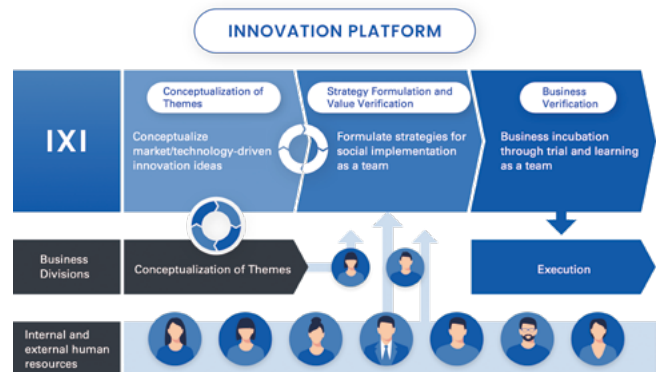 INNOVATION PLATFORM
IXI
Conceptualization of
Themes
Conceptualize
market/technology-driven
innovation ideas
Strategy Formulation and
Value Verification
Formulate strategies for
social implementation
as a team
Business
Verification
Business incubation
through trial and learning
as a team
Business
Divisions
Conceptualization of Themes
Execution
Internal and
external human
resources